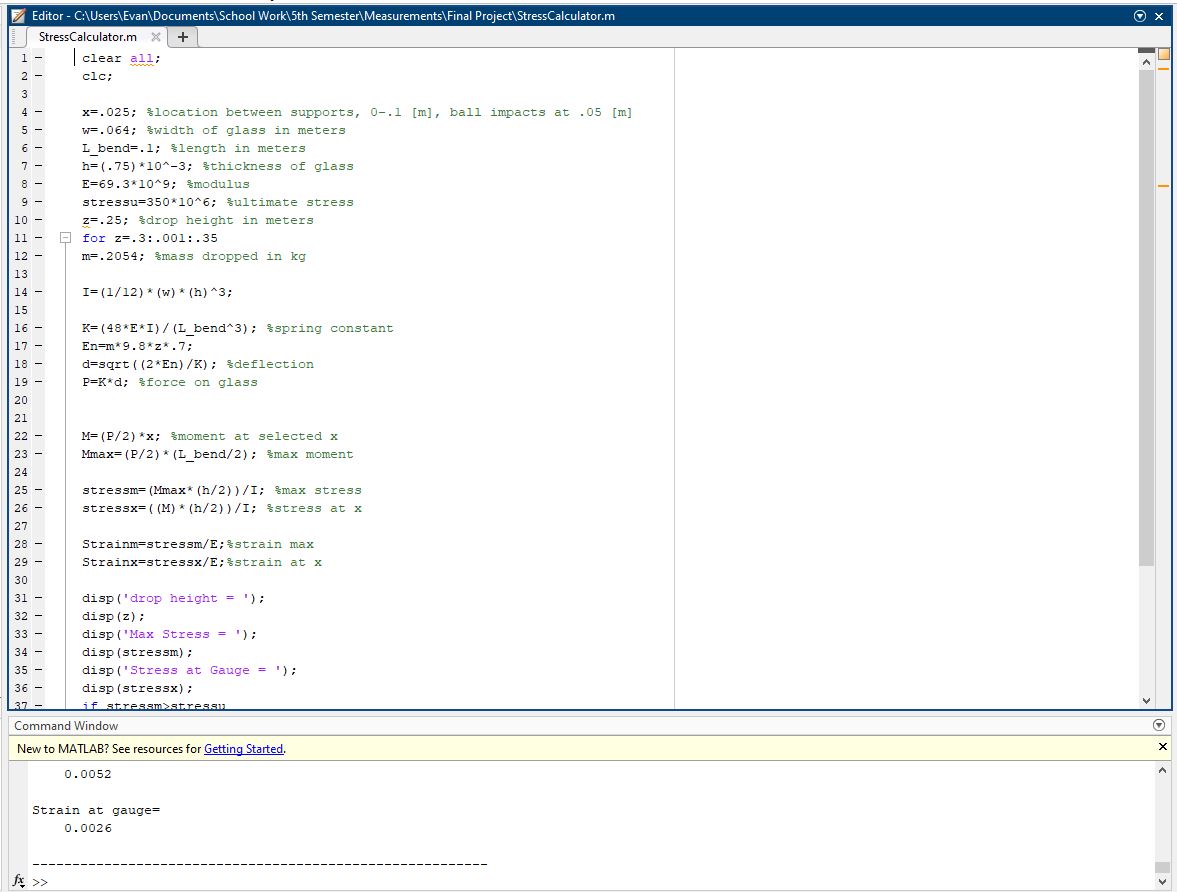 Editor - C:\Users\Evan\Documents\School Work\5th Semester\Measurements\Final Project\StressCalculator.m
StressCalculator.m
1 - clear all;
2 - clc;
3
4 - x=.025; %location between supports, 0-.1 [m], ball impacts at .05 [m]
5 - w=.064; %width of glass in meters
6 - L_bend=.1; %length in meters
7 - h=(.75)*10^-3; %thickness of glass
8 - E=69.3*10^9; %modulus
9 - stressu=350*10^6; %ultimate stress
10 - z=.25; %drop height in meters
11 - for z=.3:.001:.35
12 - m=.2054; %mass dropped in kg
13
14 - I=(1/12)*(w)*(h)^3;
15
16 - K=(48*E*I)/(L_bend^3); %spring constant
17 - En=m*9.8*z*.7;
18 - d=sqrt((2*En)/K); %deflection
19 - P=K*d; %force on glass
20
21
22 - M=(P/2)*x; %moment at selected x
23 - Mmax=(P/2)*(L_bend/2); %max moment
24
25 - stressm=(Mmax*(h/2))/I; %max stress
26 - stressx=((M)*(h/2))/I; %stress at x
27
28 - Strainm=stressm/E;%strain max
29 - Strainx=stressx/E;%strain at x
30
31 - disp('drop height = ');
32 - disp(z);
33 - disp('Max Stress = ');
34 - disp(stressm);
35 - disp('Stress at Gauge = ');
36 - disp(stressx);
37 - if stressm>stressu
Command Window
New to MATLAB? See resources for Getting Started.
0.0052
Strain at gauge=
0.0026
---------------------------------------------------------
fx >>